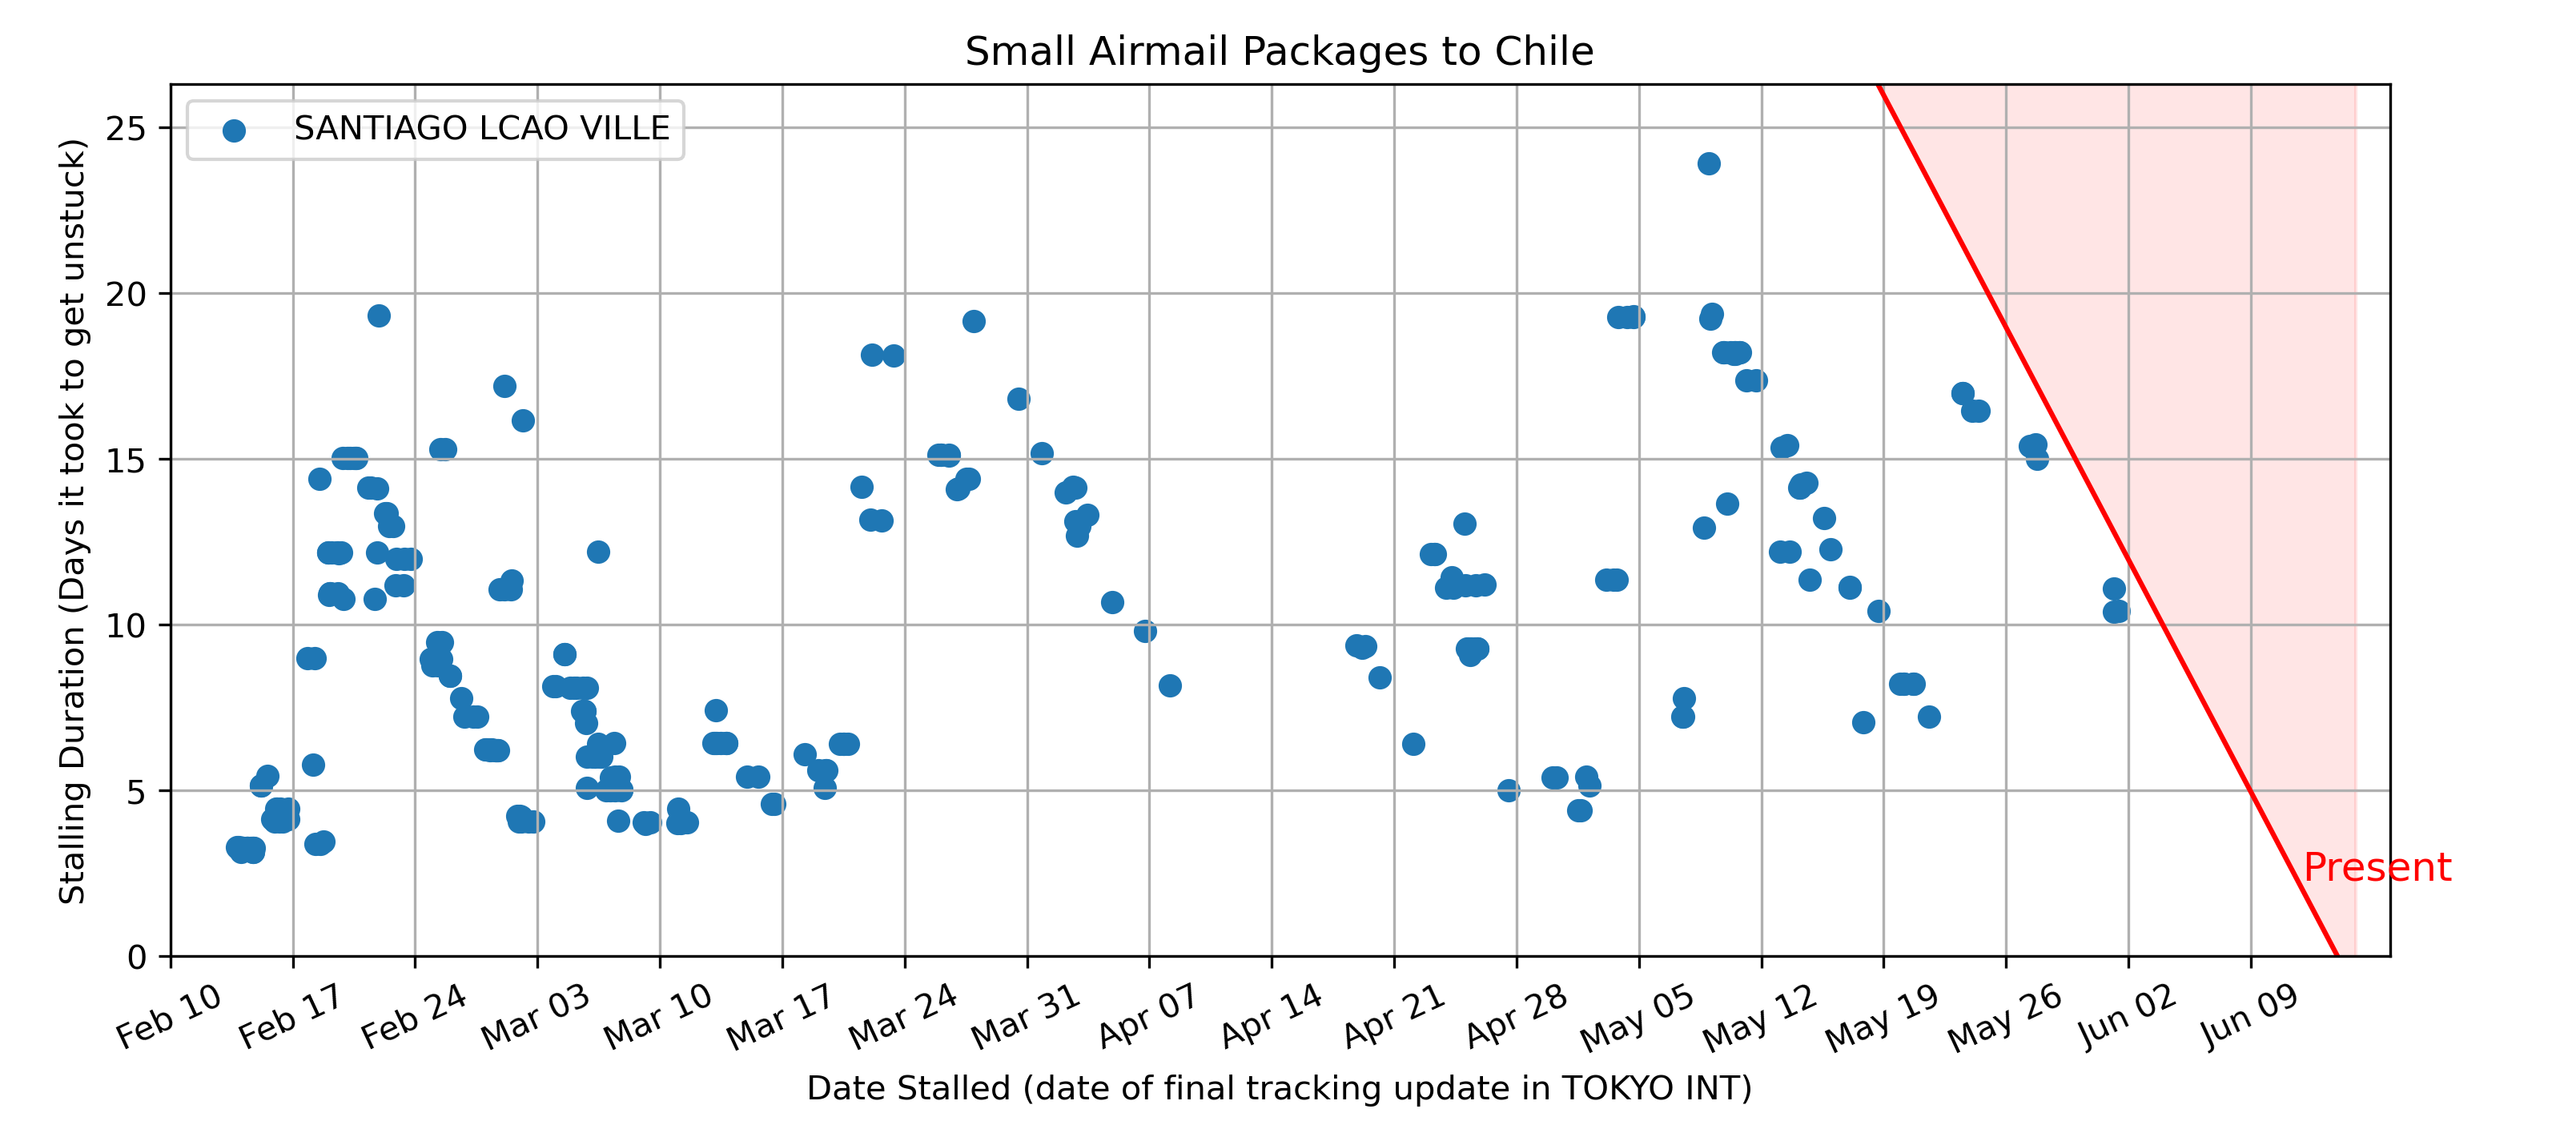 Small Airmail Packages to Chile
SANTIAGO LCAO VILLE
Stalling Duration (Days it took to get unstuck)
25
20
15
10
5
0
Present
Feb 10
Feb 17
Feb 24
Mar 03
Mar 10
Mar 17
Mar 24
Mar 31
Apr 07
Apr 14
Apr 21
Apr 28
May 05
May 12
May 19
May 26
Jun 02
Jun 09
Date Stalled (date of final tracking update in TOKYO INT)